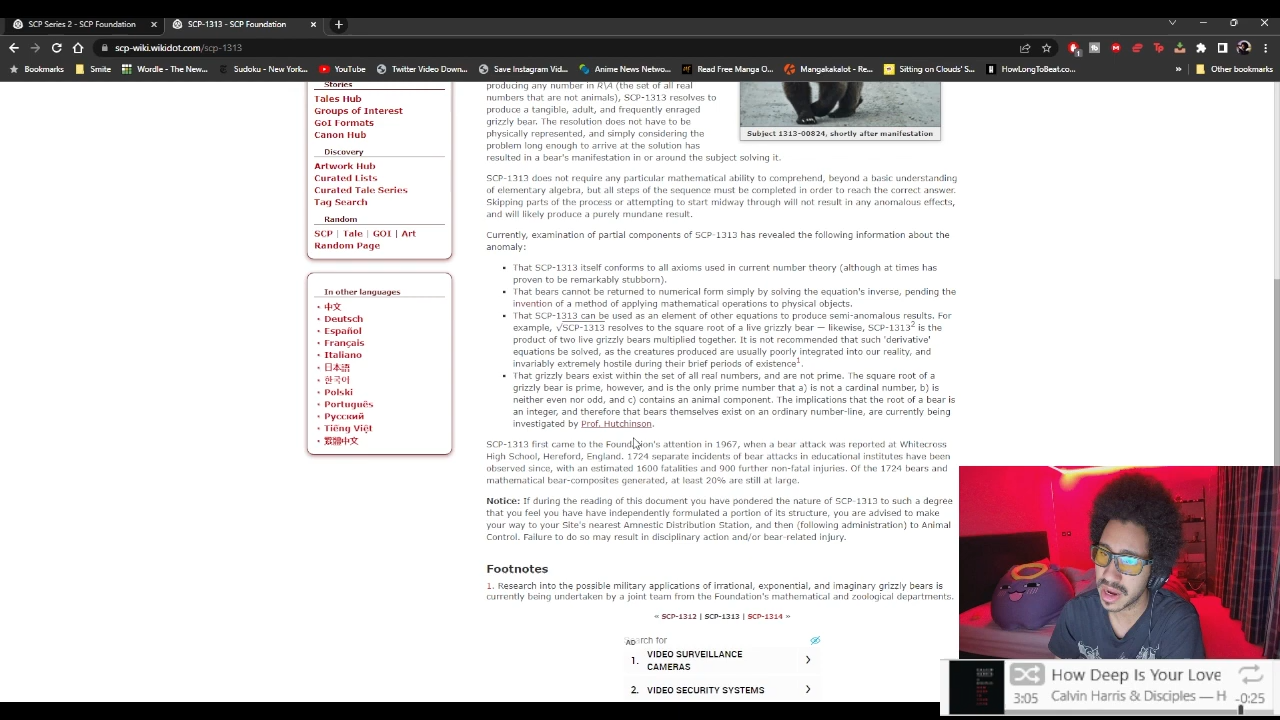 SCP Series 2 - SCP Foundation
SCP-1313 - SCP Foundation
scp-wiki.wikidot.com/scp-1313
Bookmarks
Smite
Wordle - The New...
Sudoku - New York...
YouTube
Twitter Video Down...
Save Instagram Vid...
Anime News Networ...
Read Free Manga O...
Mangakakalot - Rea...
Sitting on Clouds' S...
HowLongToBeat.co...
Other bookmarks
Stories
Tales Hub
Groups of Interest
GoI Formats
Canon Hub
Discovery
Artwork Hub
Curated Lists
Curated Tale Series
Tag Search
Random
SCP | Tale | GOI | Art
Random Page
In other languages
中文
Deutsch
Español
Français
Italiano
日本語
한국어
Polski
Português
Русский
Tiếng Việt
繁體中文
producing any number in R\A (the set of all real
numbers that are not animals), SCP-1313 resolves to
produce a tangible, adult, and frequently enraged
grizzly bear. The resolution does not have to be
physically represented, and simply considering the
problem long enough to arrive at the solution has
resulted in a bear's manifestation in or around the subject solving it.
Subject 1313-00824, shortly after manifestation
SCP-1313 does not require any particular mathematical ability to comprehend, beyond a basic understanding
of elementary algebra, but all steps of the sequence must be completed in order to reach the correct answer.
Skipping parts of the process or attempting to start midway through will not result in any anomalous effects,
and will likely produce a purely mundane result.
Currently, examination of partial components of SCP-1313 has revealed the following information about the
anomaly:
• That SCP-1313 itself conforms to all axioms used in current number theory (although at times has
proven to be remarkably stubborn).
• That bears cannot be returned to numerical form simply by solving the equation's inverse, pending the
invention of a method of applying mathematical operations to physical objects.
• That SCP-1313 can be used as an element of other equations to produce semi-anomalous results. For
example, √SCP-1313 resolves to the square root of a live grizzly bear — likewise, SCP-1313² is the
product of two live grizzly bears multiplied together. It is not recommended that such 'derivative'
equations be solved, as the creatures produced are usually poorly integrated into our reality, and
invariably extremely hostile during their brief periods of existence¹.
• That grizzly bears exist within the set of all real numbers, and are not prime. The square root of a
grizzly bear is prime, however, and is the only prime number that a) is not a cardinal number, b) is
neither even nor odd, and c) contains an animal component. The implications that the root of a bear is
an integer, and therefore that bears themselves exist on an ordinary number-line, are currently being
investigated by Prof. Hutchinson.
SCP-1313 first came to the Foundation's attention in 1967, when a bear attack was reported at Whitecross
High School, Hereford, England. 1724 separate incidents of bear attacks in educational institutes have been
observed since, with an estimated 1600 fatalities and 900 further non-fatal injuries. Of the 1724 bears and
mathematical bear-composites generated, at least 20% are still at large.
Notice: If during the reading of this document you have pondered the nature of SCP-1313 to such a degree
that you feel you have have independently formulated a portion of its structure, you are advised to make
your way to your Site's nearest Amnestic Distribution Station, and then (following administration) to Animal
Control. Failure to do so may result in disciplinary action and/or bear-related injury.
Footnotes
1. Research into the possible military applications of irrational, exponential, and imaginary grizzly bears is
currently being undertaken by a joint team from the Foundation's mathematical and zoological departments.
« SCP-1312 | SCP-1313 | SCP-1314 »
AD
Search for
1. VIDEO SURVEILLANCE
CAMERAS
2. VIDEO SECURITY SYSTEMS
How Deep Is Your Love
3:05
Calvin Harris & Disciples — H
-0:25